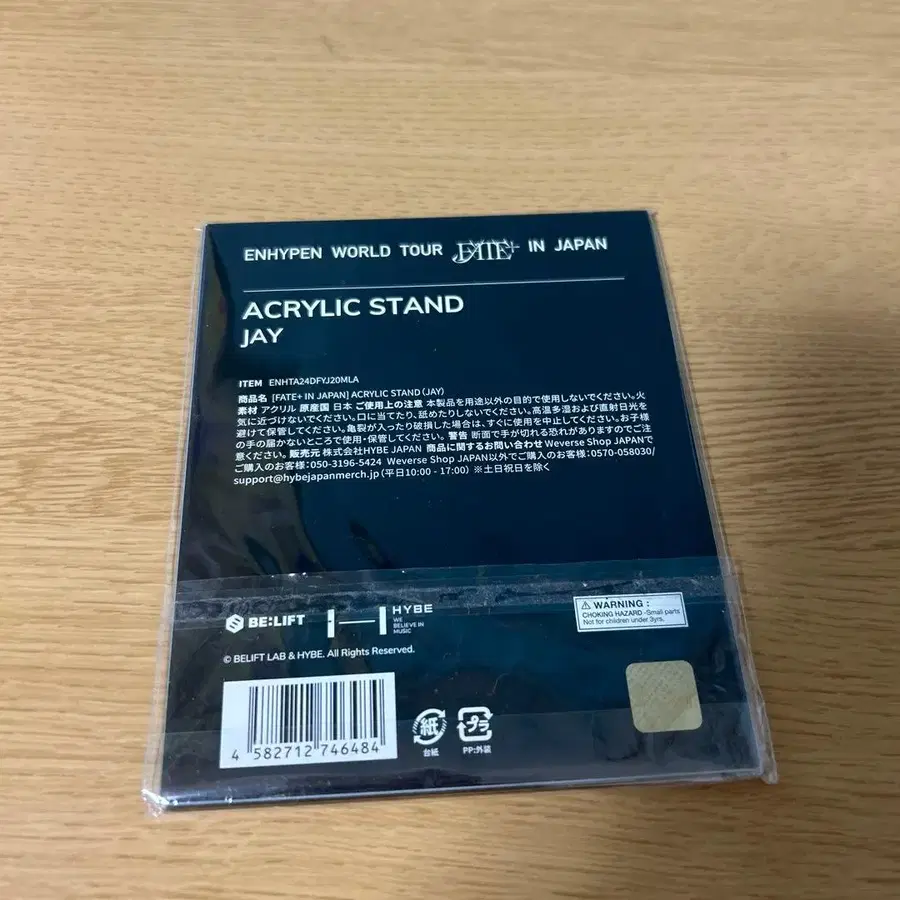 ENHYPEN WORLD TOUR FATE+ IN JAPAN
ACRYLIC STAND
JAY
ITEM ENHTA24DFYJ20MLA
商品名 [FATE+ IN JAPAN] ACRYLIC STAND (JAY)
素材 アクリル 原産国 日本 ご使用上の注意 本製品を用途以外の目的で使用しないでください。火
気に近づけないでください。口に当てたり、舐めたりしないでください。高温多湿および直射日光を
避けて保管してください。亀裂が入ったり破損した場合は、すぐに使用を中止してください。お子様
の手の届かないところで使用・保管してください。 警告 断面で手が切れる恐れがありますのでご注
意ください。 販売元 株式会社HYBE JAPAN 商品に関するお問い合わせ Weverse Shop JAPANで
ご購入のお客様：050-3196-5424 Weverse Shop JAPAN以外でご購入のお客様：0570-058030/
support@hybejapanmerch.jp (平日10:00 - 17:00) ※土日祝日を除く
BE:LIFT
HYBE
WE
BELIEVE IN
MUSIC
⚠ WARNING :
CHOKING HAZARD -Small parts
Not for children under 3yrs.
© BELIFT LAB & HYBE. All Rights Reserved.
4 582712 746484
紙
台紙
プラ
PP:外装